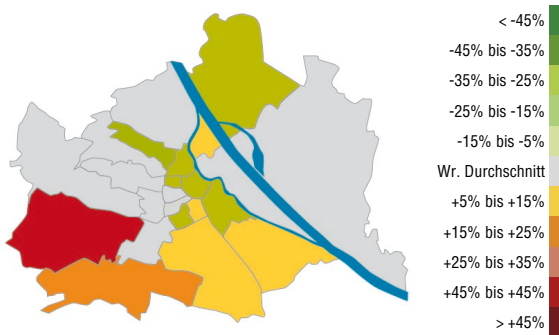 < -45%
-45% bis -35%
-35% bis -25%
-25% bis -15%
-15% bis -5%
Wr. Durchschnitt
+5% bis +15%
+15% bis +25%
+25% bis +35%
+45% bis +45%
> +45%